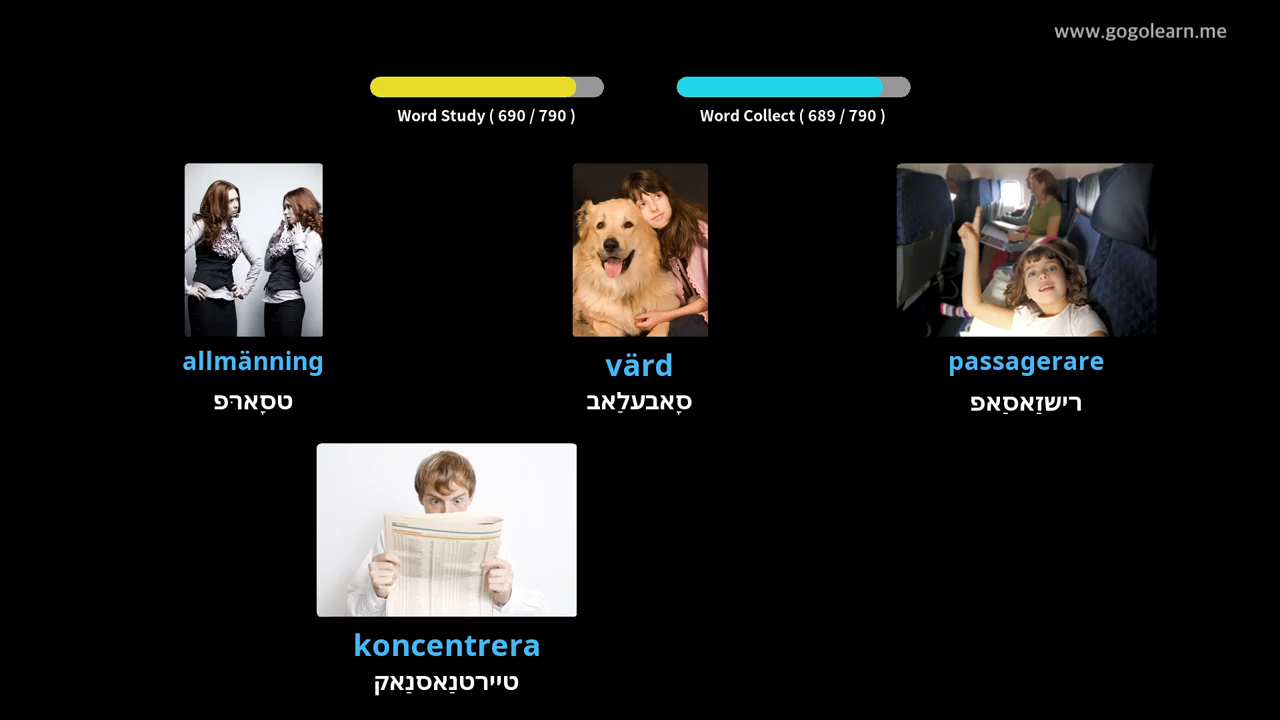 www.gogolearn.me
Word Study ( 690 / 790 )
Word Collect ( 689 / 790 )
allmänning
טסָארּפ
värd
סָאבעלַאב
passagerare
רישזַאסַאפ
koncentrera
טיירטנַאסנַאק